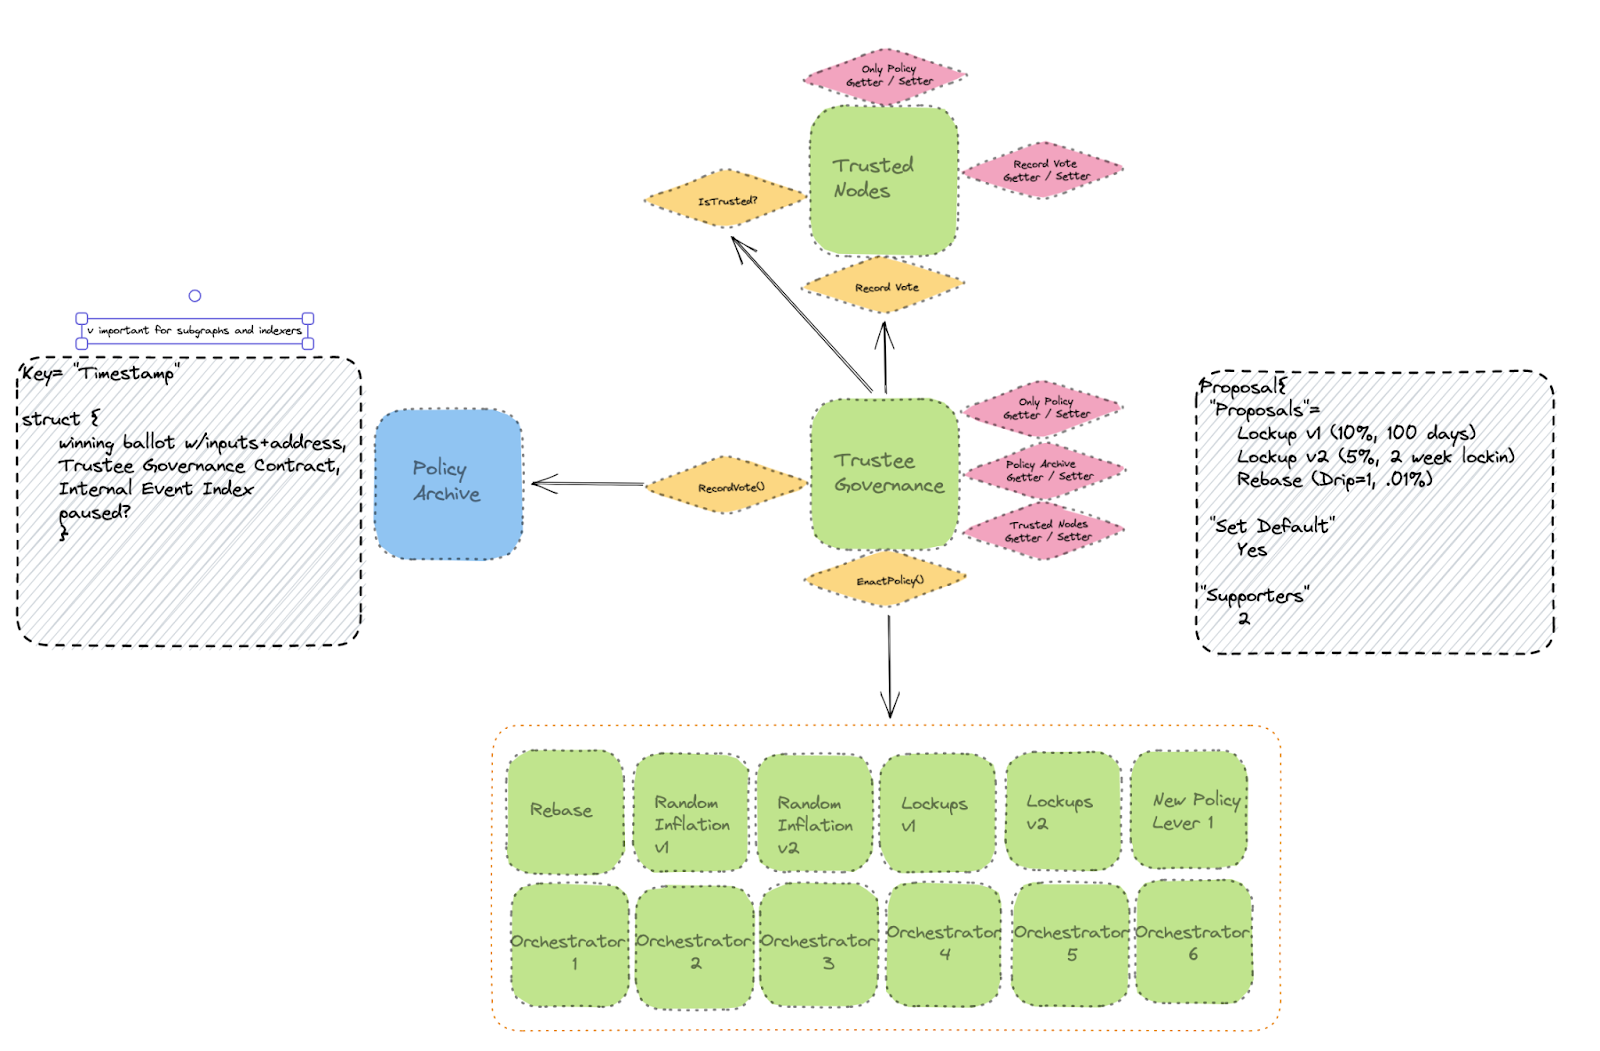 Only Policy
Getter / Setter
Trusted
Nodes
Record Vote
Getter / Setter
IsTrusted?
Record Vote
v important for subgraphs and indexers
Key= "Timestamp"
struct {
winning ballot w/inputs+address,
Trustee Governance Contract,
Internal Event Index
paused?
}
Policy
Archive
RecordVote()
Trustee
Governance
Only Policy
Getter / Setter
Policy Archive
Getter / Setter
Trusted Nodes
Getter / Setter
EnactPolicy()
Proposal{
"Proposals"=
Lockup v1 (10%, 100 days)
Lockup v2 (5%, 2 week lockin)
Rebase (Drip=1, .01%)
"Set Default"
Yes
"Supporters"
2
Rebase
Random
Inflation
v1
Random
Inflation
v2
Lockups
v1
Lockups
v2
New Policy
Lever 1
Orchestrator
1
Orchestrator
2
Orchestrator
3
Orchestrator
4
Orchestrator
5
Orchestrator
6